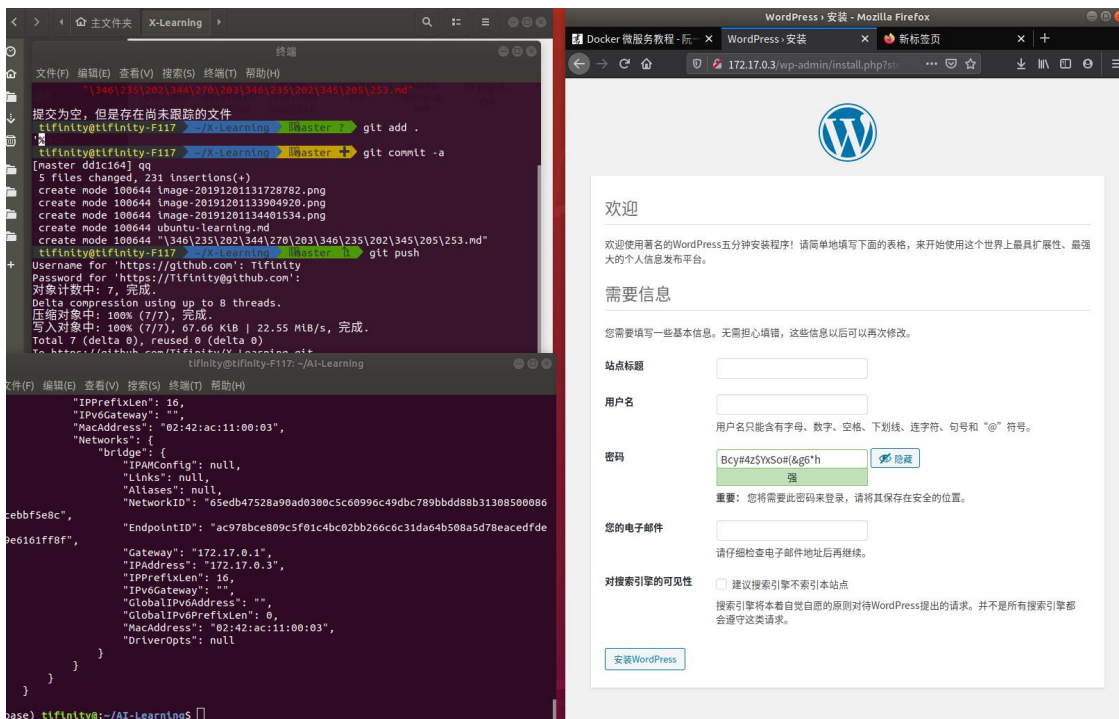 主文件夹 X-Learning
终端
文件(F) 编辑(E) 查看(V) 搜索(S) 终端(T) 帮助(H)
"\346\235\202\344\270\203\346\235\202\345\205\253.md"
提交为空，但是存在尚未跟踪的文件
tifinity@tifinity-F117 ~/X-Learning master ? git add .
tifinity@tifinity-F117 ~/X-Learning master + git commit -a
[master dd1c164] qq
5 files changed, 231 insertions(+)
create mode 100644 image-20191201131728782.png
create mode 100644 image-20191201133904920.png
create mode 100644 image-20191201134401534.png
create mode 100644 ubuntu-learning.md
create mode 100644 "\346\235\202\344\270\203\346\235\202\345\205\253.md"
tifinity@tifinity-F117 ~/X-Learning master git push
Username for 'https://github.com': Tifinity
Password for 'https://Tifinity@github.com':
对象计数中: 7, 完成.
Delta compression using up to 8 threads.
压缩对象中: 100% (7/7), 完成.
写入对象中: 100% (7/7), 67.66 KiB | 22.55 MiB/s, 完成.
Total 7 (delta 0), reused 0 (delta 0)
To https://github.com/Tifinity/X-Learning.git
tifinity@tifinity-F117: ~/AI-Learning
文件(F) 编辑(E) 查看(V) 搜索(S) 终端(T) 帮助(H)
"IPPrefixLen": 16,
"IPv6Gateway": "",
"MacAddress": "02:42:ac:11:00:03",
"Networks": {
"bridge": {
"IPAMConfig": null,
"Links": null,
"Aliases": null,
"NetworkID": "65edb47528a90ad0300c5c60996c49dbc789bbdd88b31308500086
cebbf5e8c",
"EndpointID": "ac978bce809c5f01c4bc02bb266c6c31da64b508a5d78eacedfde
9e6161ff8f",
"Gateway": "172.17.0.1",
"IPAddress": "172.17.0.3",
"IPPrefixLen": 16,
"IPv6Gateway": "",
"GlobalIPv6Address": "",
"GlobalIPv6PrefixLen": 0,
"MacAddress": "02:42:ac:11:00:03",
"DriverOpts": null
}
}
}
}
base) tifinity@:~/AI-Learning$
WordPress › 安装 - Mozilla Firefox
Docker 微服务教程 - 阮一 WordPress › 安装 新标签页
172.17.0.3/wp-admin/install.php?ste
欢迎
欢迎使用著名的WordPress五分钟安装程序！请简单地填写下面的表格，来开始使用这个世界上最具扩展性、最强
大的个人信息发布平台。
需要信息
您需要填写一些基本信息。无需担心填错，这些信息以后可以再次修改。
站点标题
用户名
用户名只能含有字母、数字、空格、下划线、连字符、句号和“@”符号。
密码 Bcy#4z$YxSo#(&g6*h 隐藏
强
重要： 您将需要此密码来登录，请将其保存在安全的位置。
您的电子邮件
请仔细检查电子邮件地址后再继续。
对搜索引擎的可见性 建议搜索引擎不索引本站点
搜索引擎将本着自觉自愿的原则对待WordPress提出的请求。并不是所有搜索引擎都
会遵守这类请求。
安装WordPress